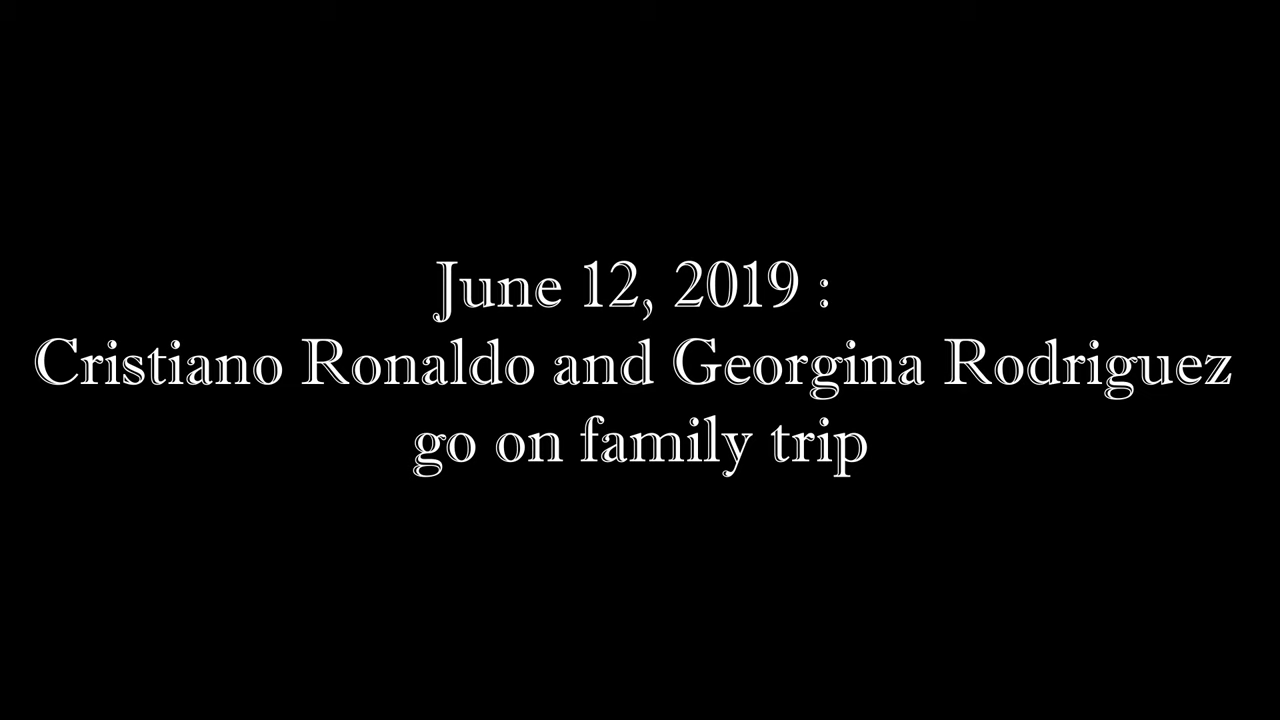 June 12, 2019 :
Cristiano Ronaldo and Georgina Rodriguez
go on family trip